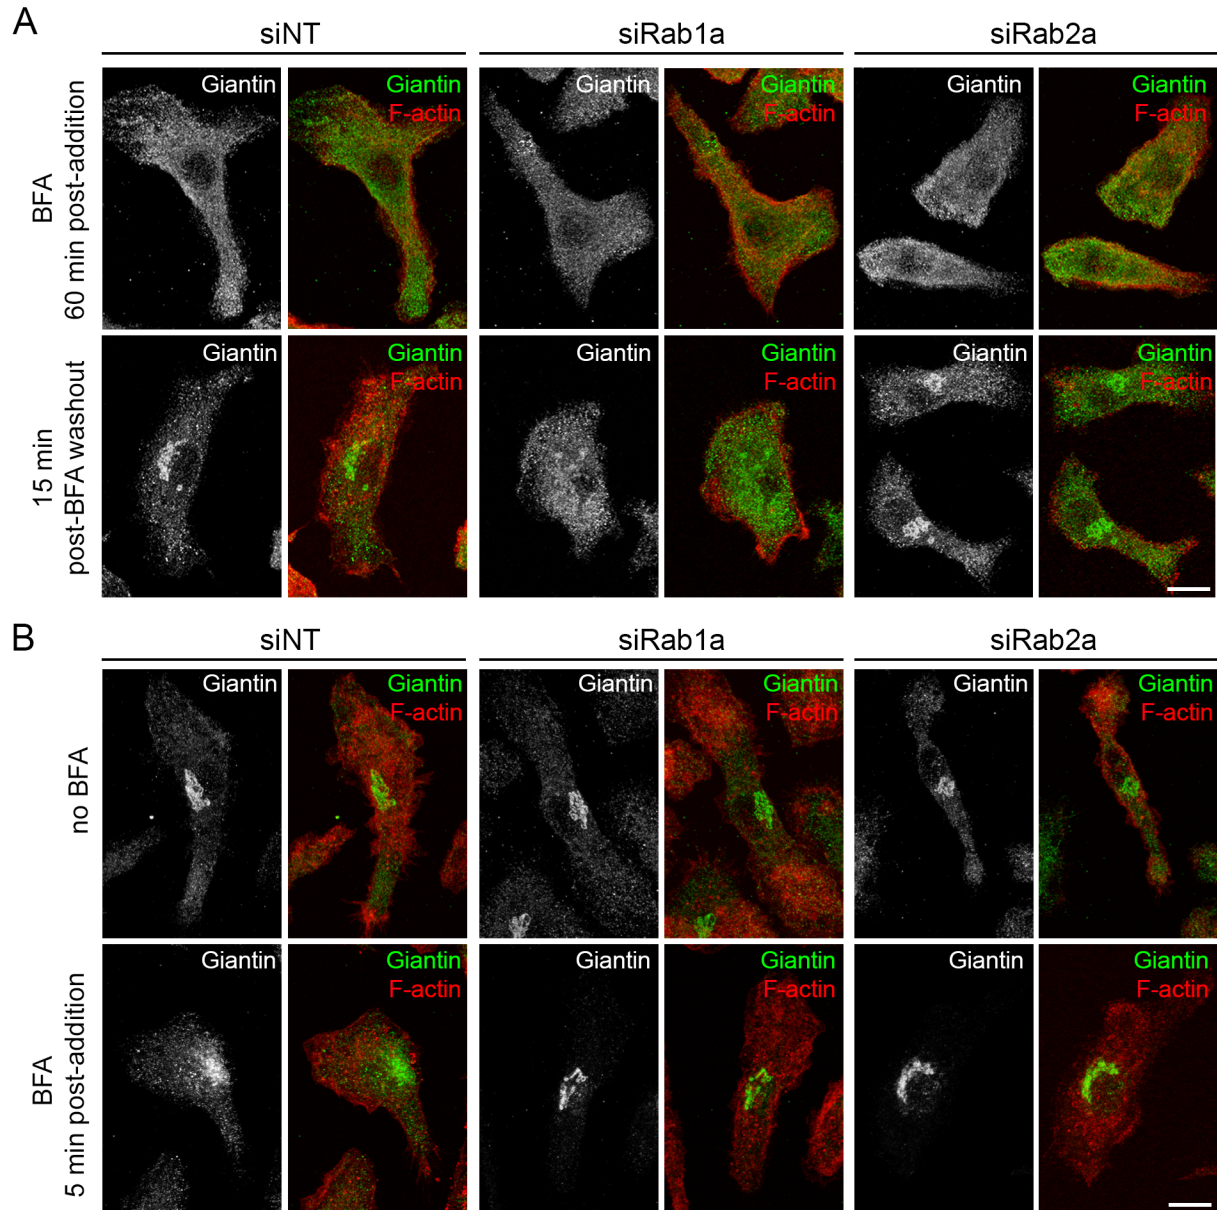 A
siNT siRab1a siRab2a
BFA
60 min post-addition
Giantin Giantin Giantin Giantin Giantin Giantin
F-actin F-actin F-actin
15 min
post-BFA washout
Giantin Giantin Giantin Giantin Giantin Giantin
F-actin F-actin F-actin
B
siNT siRab1a siRab2a
no BFA
Giantin Giantin Giantin Giantin Giantin Giantin
F-actin F-actin F-actin
BFA
5 min post-addition
Giantin Giantin Giantin Giantin Giantin Giantin
F-actin F-actin F-actin